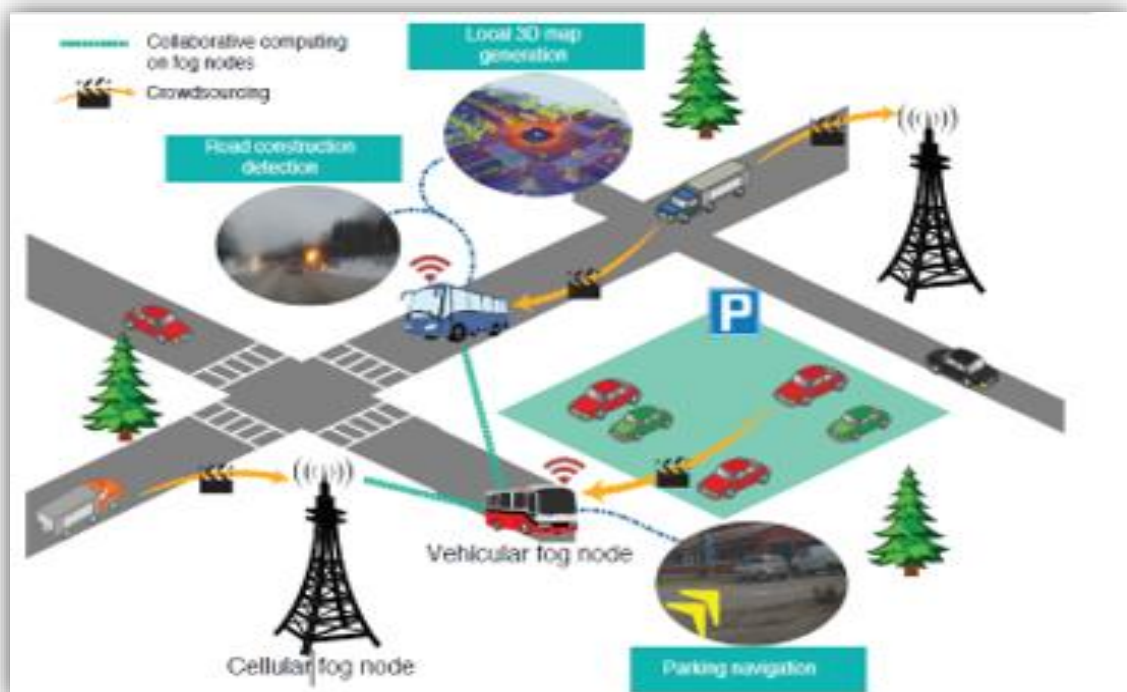 Collaborative computing
on fog nodes
Crowdsourcing
Local 3D map
generation
Road construction
detection
P
Vehicular fog node
Cellular fog node
Parking navigation